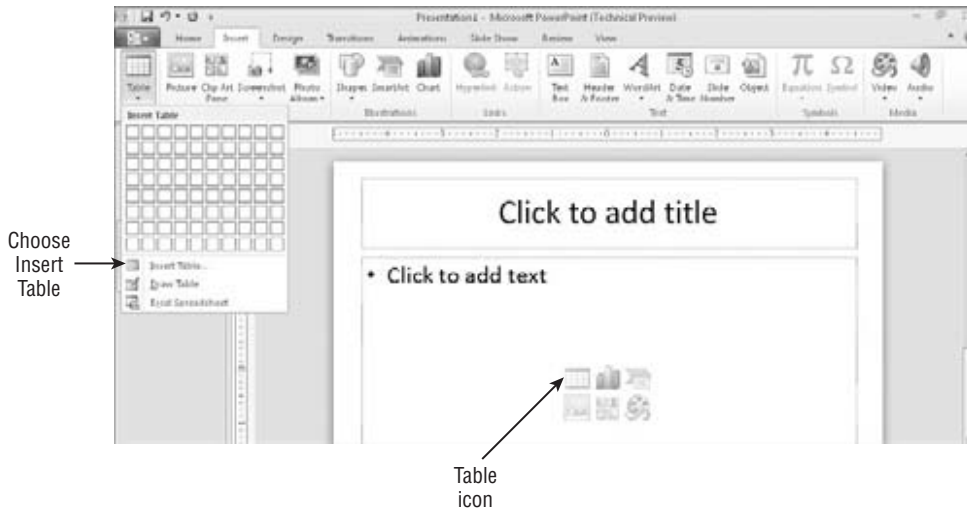 Presentation1 - Microsoft PowerPoint (Technical Preview)
Home Insert Design Transitions Animations Slide Show Review View
Table Picture Clip Art Screenshot Photo Shapes SmartArt Chart Hyperlink Action Text Header WordArt Date Slide Object Equation Symbol Video Audio
Pane Album Box & Footer & Time Number
Illustrations Links Text Symbols Media
Insert Table
Click to add title
Choose
Insert
Table
Insert Table...
Draw Table
Excel Spreadsheet
• Click to add text
Table
icon